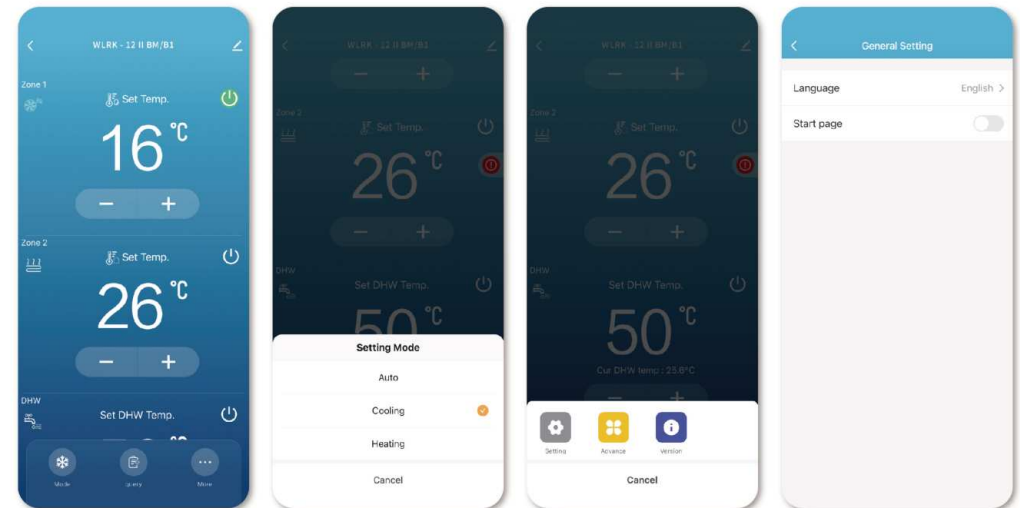 WLRK - 12 II BM/B1
Zone 1
Set Temp.
16 °C
− +
Zone 2
Set Temp.
26 °C
− +
DHW
Set DHW Temp.
Mode
query
More
WLRK - 12 II BM/B1
− +
Zone 2
Set Temp.
26 °C
− +
DHW
Set DHW Temp.
50 °C
Setting Mode
Auto
Cooling
Heating
Cancel
WLRK - 12 II BM/B1
− +
Zone 2
Set Temp.
26 °C
− +
DHW
Set DHW Temp.
50 °C
Cur DHW temp : 25.6°C
− +
Setting
Advance
Version
Cancel
General Setting
Language English >
Start page